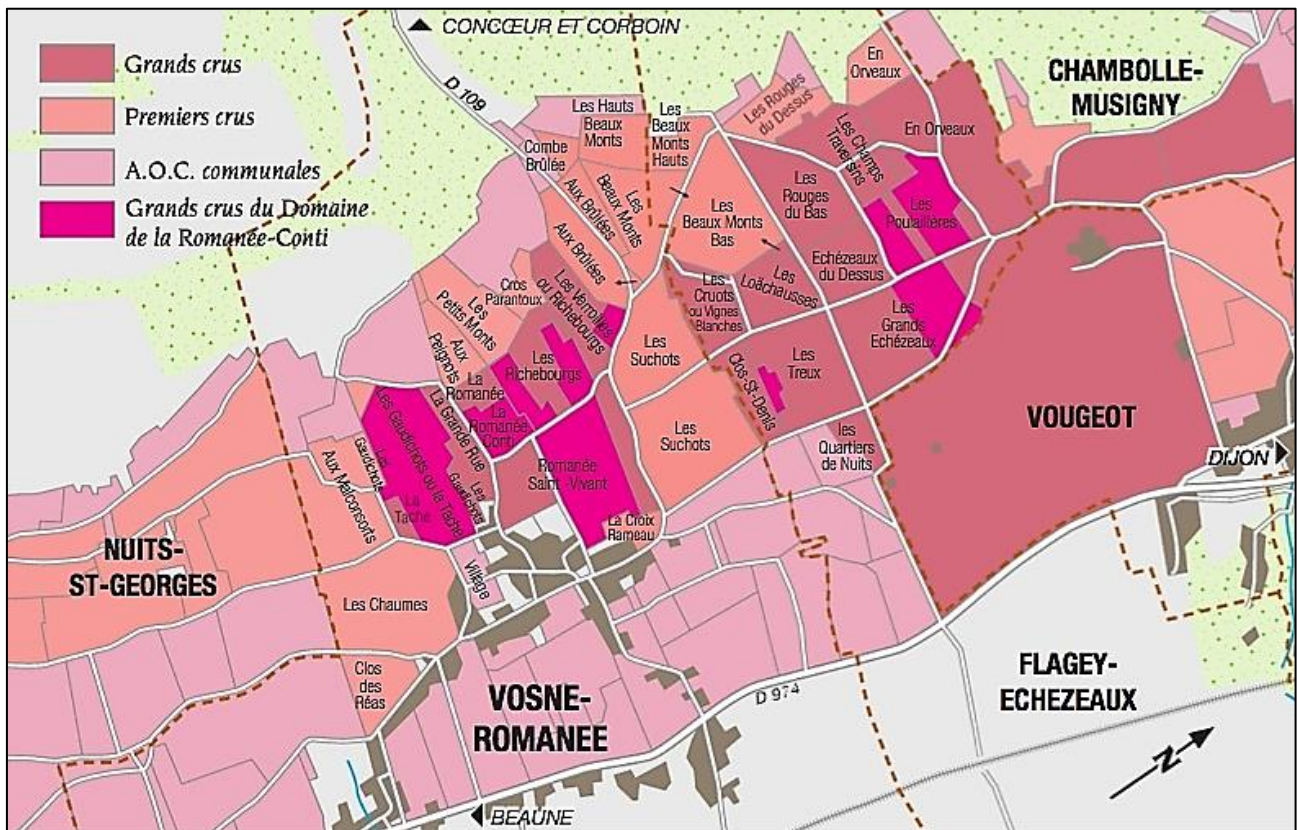 CONCŒUR ET CORBOIN
Grands crus
Premiers crus
A.O.C. communales
Grands crus du Domaine
de la Romanée-Conti
D 109
CHAMBOLLE-
MUSIGNY
En
Orveaux
Les Rouges
du Dessus
Les Hauts
Beaux
Monts
Les
Beaux
Monts
Hauts
Combe
Brûlée
En Orveaux
Les Champs
Traversins
Les
Rouges
du Bas
Les
Poulaillères
Les
Beaux Monts
Aux Brûlées
Aux Brûlées
Les
Beaux Monts
Bas
Echézeaux
du Dessus
Les
Loächausses
Les
Cruots
ou Vignes
Blanches
Cros
Parantoux
Les Verroilles
ou Richebourgs
Les
Petits Monts
Aux
Reignots
Les
Grands
Echézeaux
Les
Suchots
Les
Treux
Clos-St-Denis
Les
Richebourgs
La
Romanée
La
Romanée
Conti
La Grande Rue
Les Gaudichots ou la Tache
Les
Gaudichots
La
Tache
Les
Gaudichots
Aux Malconsorts
Romanée
Saint-Vivant
Les
Suchots
les
Quartiers
de Nuits
VOUGEOT
DIJON
La Croix
Rameau
Village
NUITS-
ST-GEORGES
Les Chaumes
Clos
des
Réas
VOSNE-
ROMANEE
D 974
FLAGEY-
ECHEZEAUX
N
BEAUNE